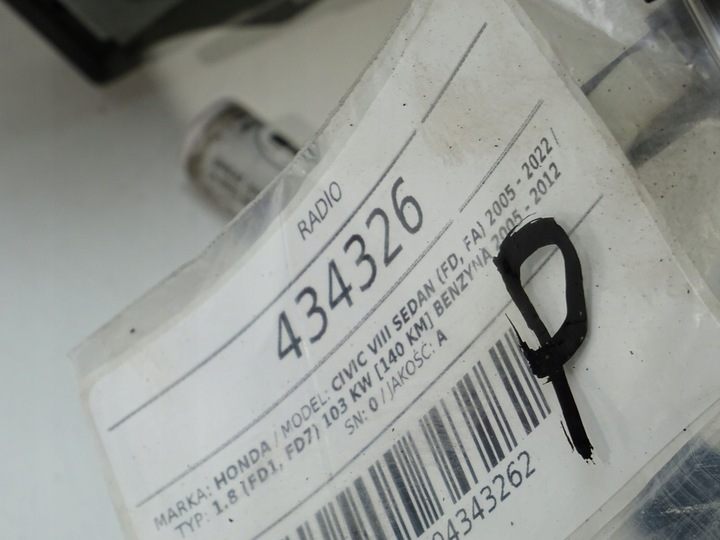 RADIO
434326
MARKA: HONDA / MODEL: CIVIC VIII SEDAN (FD, FA) 2005 - 2022 /
TYP: 1.8 (FD1, FD7) 103 KW [140 KM] BENZYNA 2005 - 2012
SN: 0 / JAKOŚĆ: A
04343262
P